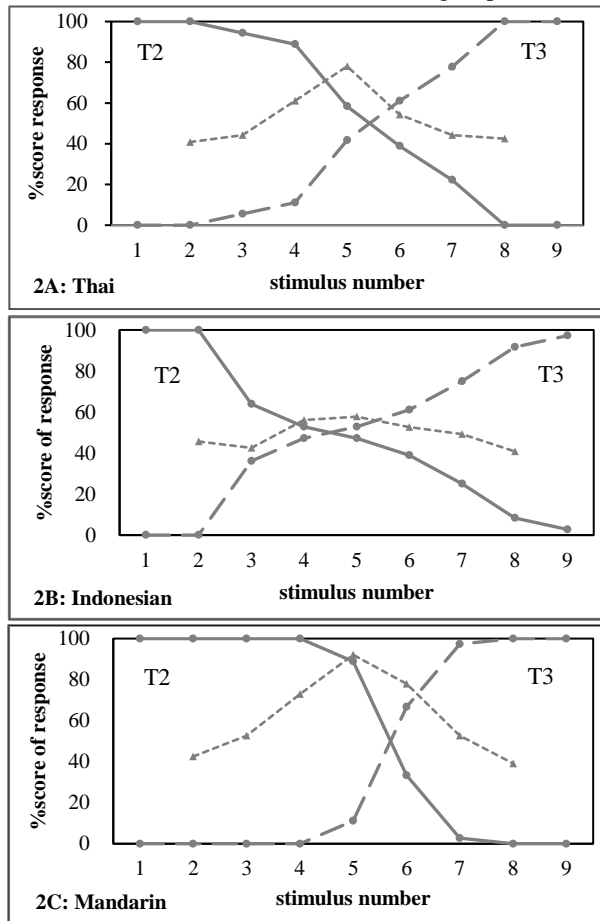 100
80
60
40
20
0
%score response
T2
T3
1 2 3 4 5 6 7 8 9
stimulus number
2A: Thai
100
80
60
40
20
0
%score of response
T2
T3
1 2 3 4 5 6 7 8 9
stimulus number
2B: Indonesian
100
80
60
40
20
0
%score of response
T2
T3
1 2 3 4 5 6 7 8 9
stimulus number
2C: Mandarin